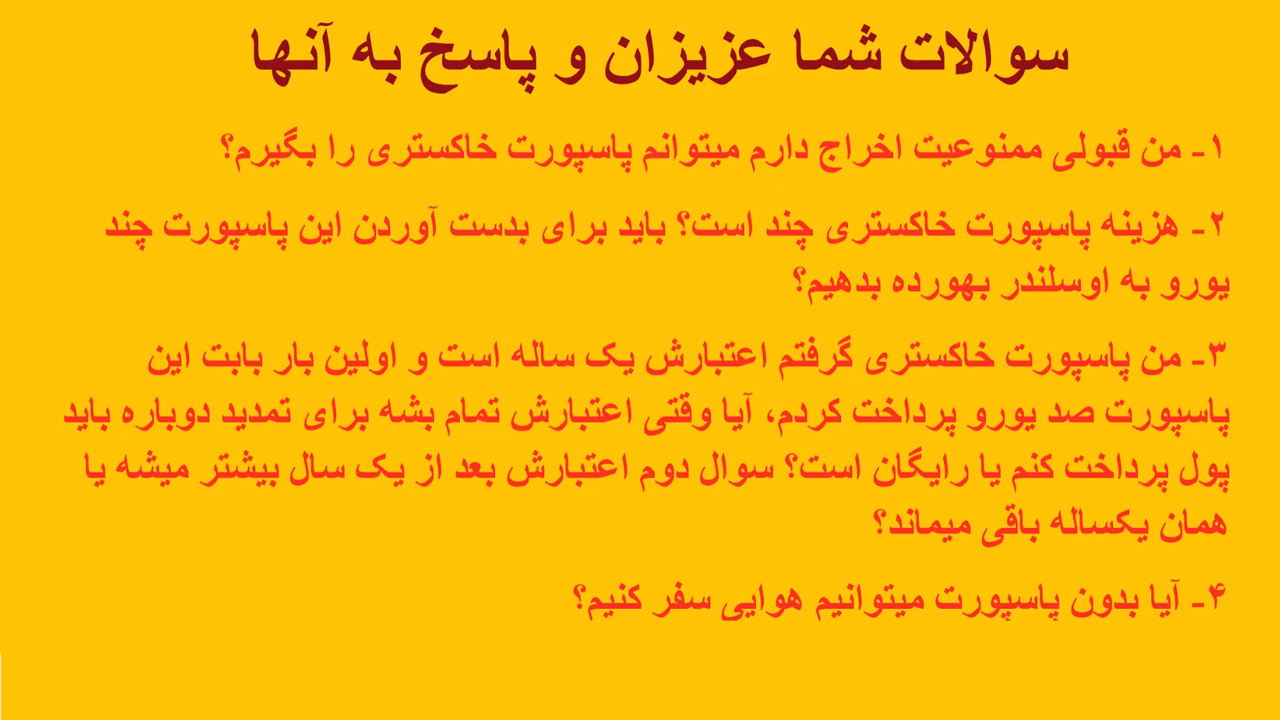 سوالات شما عزیزان و پاسخ به آنها
۱- من قبولی ممنوعیت اخراج دارم میتوانم پاسپورت خاکستری را بگیرم؟
۲- هزینه پاسپورت خاکستری چند است؟ باید برای بدست آوردن این پاسپورت چند
یورو به اوسلندر بهورده بدهیم؟
۳- من پاسپورت خاکستری گرفتم اعتبارش یک ساله است و اولین بار بابت این
پاسپورت صد یورو پرداخت کردم، آیا وقتی اعتبارش تمام بشه برای تمدید دوباره باید
پول پرداخت کنم یا رایگان است؟ سوال دوم اعتبارش بعد از یک سال بیشتر میشه یا
همان یکساله باقی میماند؟
۴- آیا بدون پاسپورت میتوانیم هوایی سفر کنیم؟